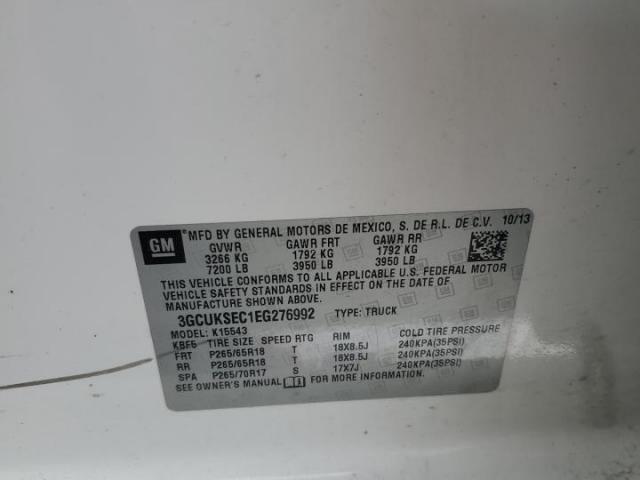 GM
MFD BY GENERAL MOTORS DE MEXICO, S. DE R.L. DE C.V. 10/13
GVWR GAWR FRT GAWR RR
3266 KG 1792 KG 1792 KG
7200 LB 3950 LB 3950 LB
THIS VEHICLE CONFORMS TO ALL APPLICABLE U.S. FEDERAL MOTOR
VEHICLE SAFETY STANDARDS IN EFFECT ON THE DATE OF
MANUFACTURE SHOWN ABOVE.
3GCUKSEC1EG276992 TYPE: TRUCK
MODEL: K15543
KBF5 TIRE SIZE SPEED RTG RIM COLD TIRE PRESSURE
FRT P265/65R18 T 18X8.5J 240KPA(35PSI)
RR P265/65R18 T 18X8.5J 240KPA(35PSI)
SPA P265/70R17 S 17X7J 240KPA(35PSI)
SEE OWNER'S MANUAL FOR MORE INFORMATION.